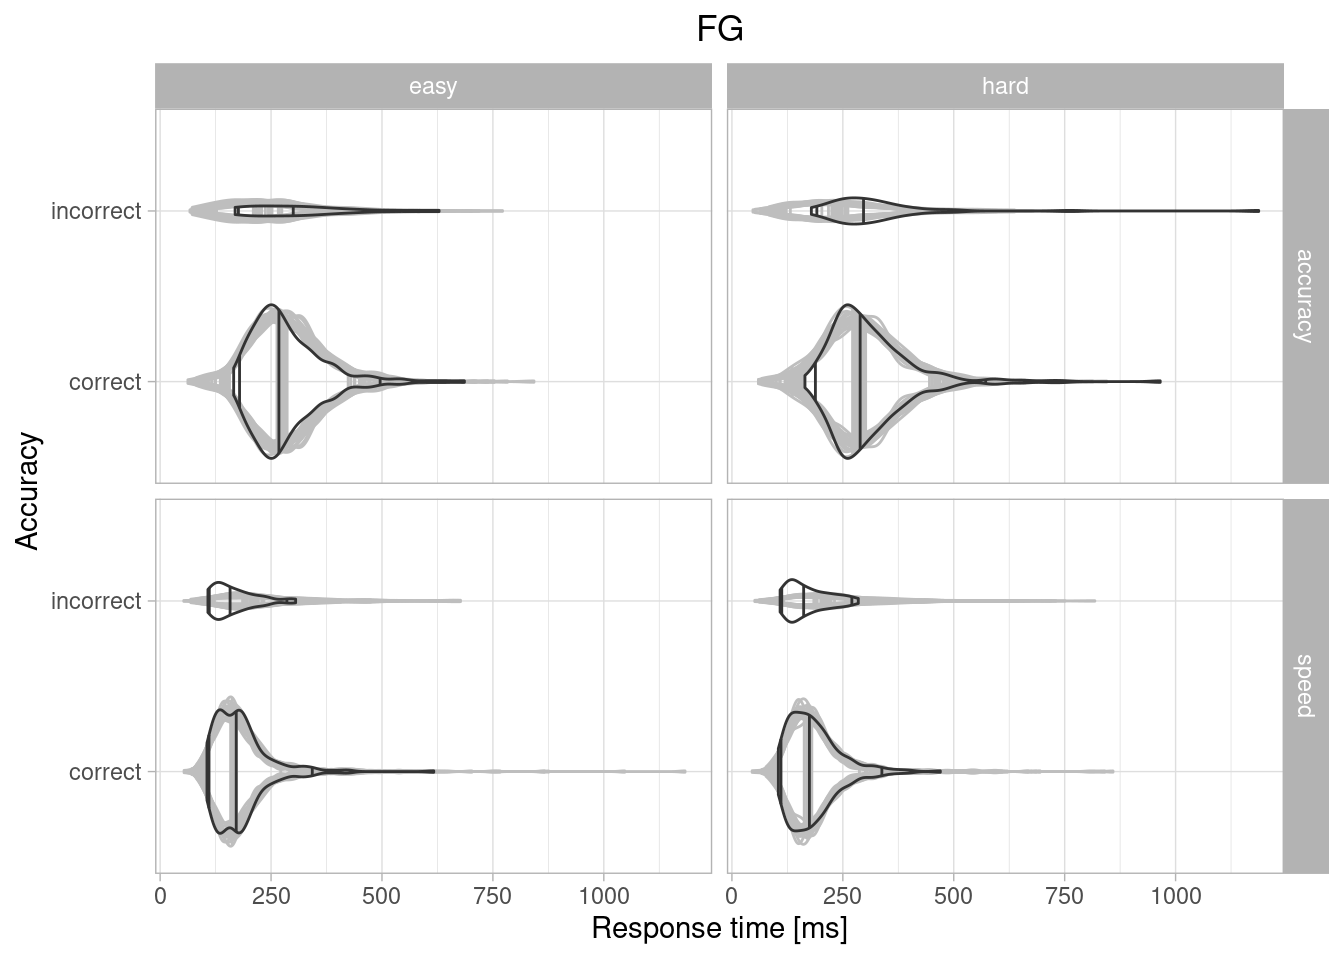 FG
easy
hard
incorrect
correct
accuracy
Accuracy
incorrect
correct
speed
0 250 500 750 1000
0 250 500 750 1000
Response time [ms]